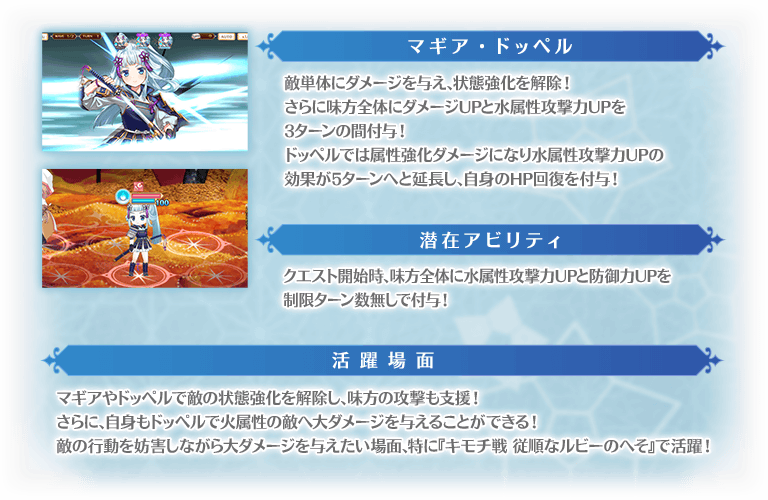 マギア・ドッペル
敵単体にダメージを与え、状態強化を解除！
さらに味方全体にダメージUPと水属性攻撃力UPを
3ターンの間付与！
ドッペルでは属性強化ダメージになり水属性攻撃力UPの
効果が5ターンへと延長し、自身のHP回復を付与！
100
潜在アビリティ
クエスト開始時、味方全体に水属性攻撃力UPと防御力UPを
制限ターン数無しで付与！
活躍場面
マギアやドッペルで敵の状態強化を解除し、味方の攻撃も支援！
さらに、自身もドッペルで火属性の敵へ大ダメージを与えることができる！
敵の行動を妨害しながら大ダメージを与えたい場面、特に『キモチ戦 従順なルビーのへそ』で活躍！